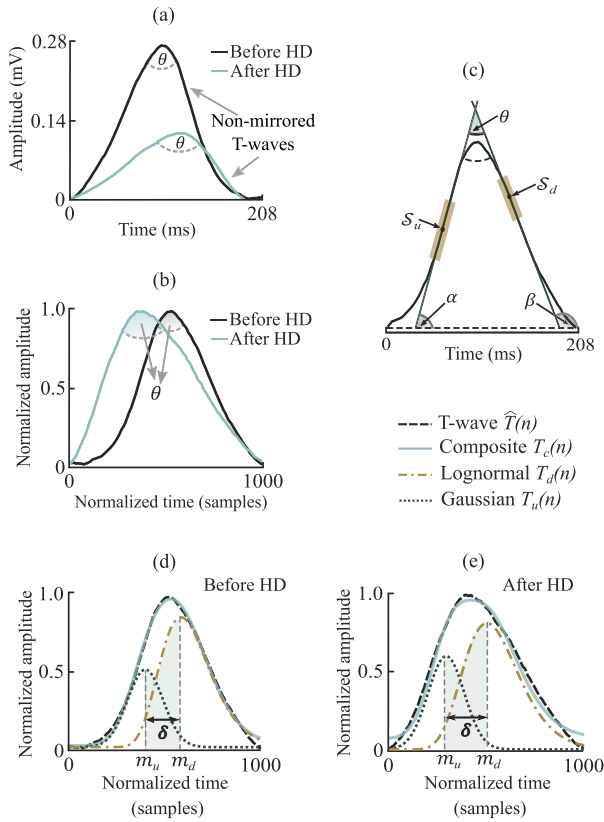 (a)
0.28
0.14
0
Amplitude (mV)
Before HD
After HD
θ
θ
Non-mirrored
T-waves
0
208
Time (ms)
(b)
1.0
0.5
0
Normalized amplitude
Before HD
After HD
θ
0
1000
Normalized time (samples)
(c)
θ
S_u
S_d
α
β
0
208
Time (ms)
T-wave T̂(n)
Composite T_c(n)
Lognormal T_d(n)
Gaussian T_u(n)
(d)
Before HD
1.0
0.5
0
Normalized amplitude
δ
0
m_u
m_d
1000
Normalized time
(samples)
(e)
After HD
1.0
0.5
0
Normalized amplitude
δ
0
m_u
m_d
1000
Normalized time
(samples)